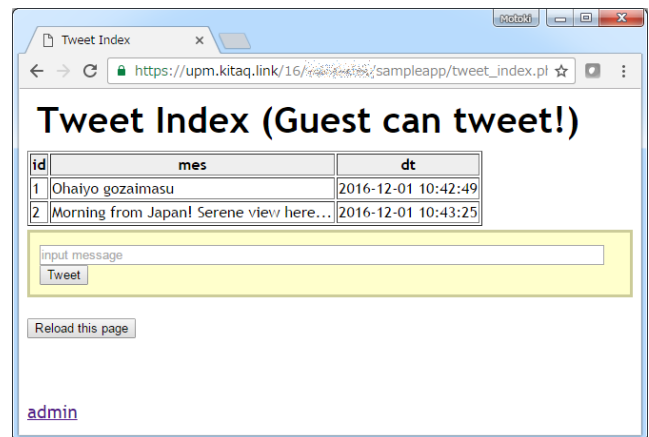 Motoki
Tweet Index
https://upm.kitaq.link/16/ /sampleapp/tweet_index.pl
Tweet Index (Guest can tweet!)
id mes dt
1 Ohaiyo gozaimasu 2016-12-01 10:42:49
2 Morning from Japan! Serene view here... 2016-12-01 10:43:25
input message
Tweet
Reload this page
admin